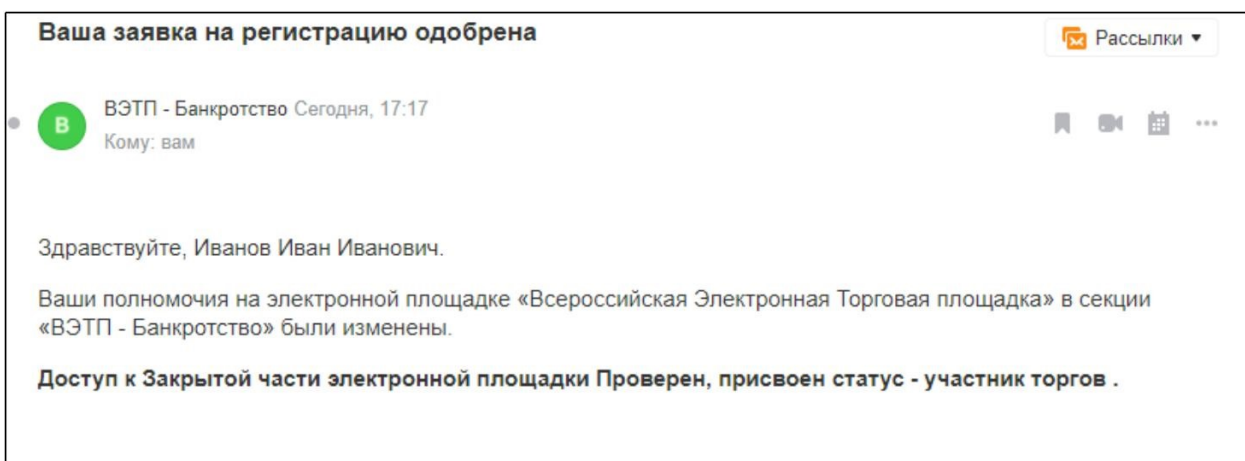 Ваша заявка на регистрацию одобрена
Рассылки
В
ВЭТП - Банкротство Сегодня, 17:17
Кому: вам
Здравствуйте, Иванов Иван Иванович.
Ваши полномочия на электронной площадке «Всероссийская Электронная Торговая площадка» в секции
«ВЭТП - Банкротство» были изменены.
Доступ к Закрытой части электронной площадки Проверен, присвоен статус - участник торгов .